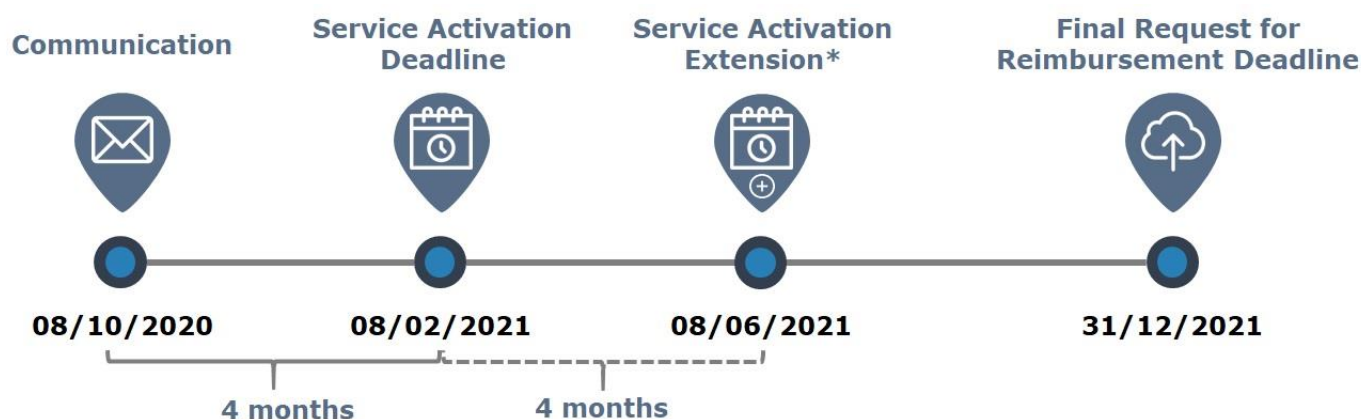 Communication
Service Activation
Deadline
Service Activation
Extension*
Final Request for
Reimbursement Deadline
08/10/2020
08/02/2021
08/06/2021
31/12/2021
4 months
4 months